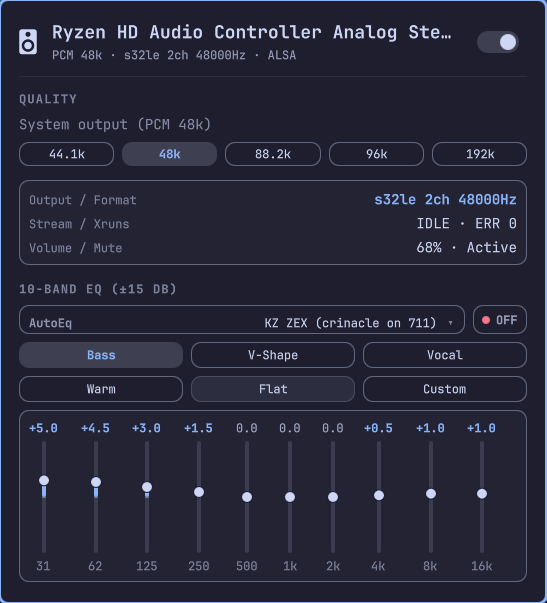 Ryzen HD Audio Controller Analog Ste…
PCM 48k · s32le 2ch 48000Hz · ALSA
QUALITY
System output (PCM 48k)
44.1k 48k 88.2k 96k 192k
Output / Format s32le 2ch 48000Hz
Stream / Xruns IDLE · ERR 0
Volume / Mute 68% · Active
10-BAND EQ (±15 DB)
AutoEq KZ ZEX (crinacle on 711) ▾ OFF
Bass V-Shape Vocal
Warm Flat Custom
+5.0 +4.5 +3.0 +1.5 0.0 0.0 0.0 +0.5 +1.0 +1.0
31 62 125 250 500 1k 2k 4k 8k 16k